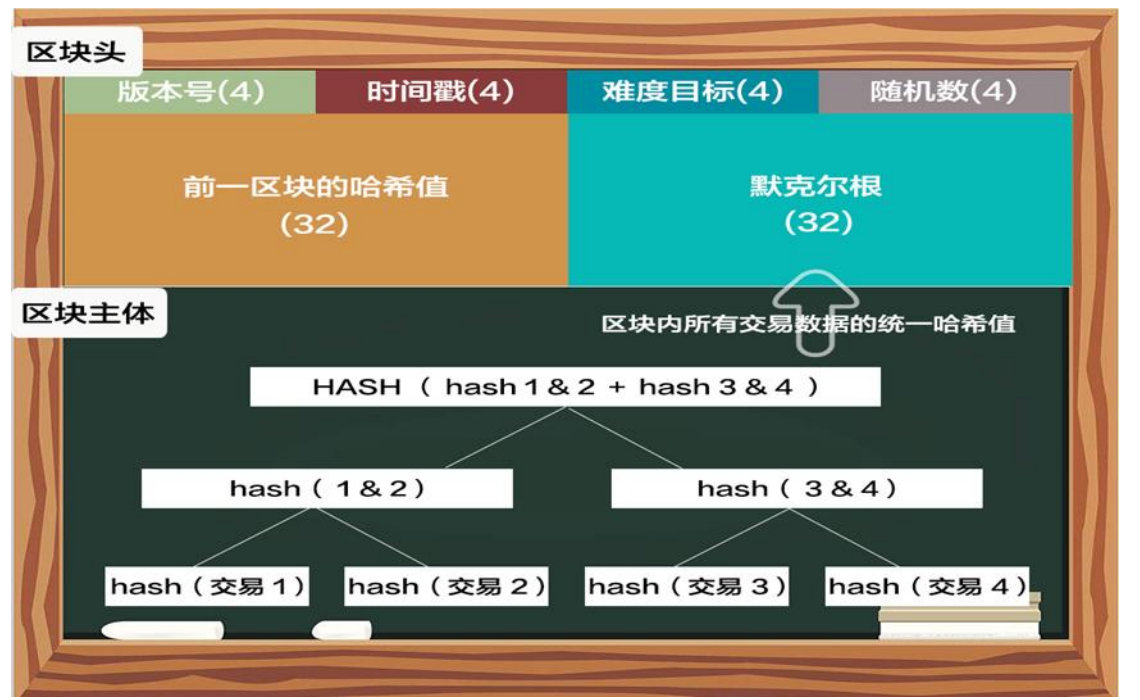 区块头
版本号(4) 时间戳(4) 难度目标(4) 随机数(4)
前一区块的哈希值
(32)
默克尔根
(32)
区块主体
区块内所有交易数据的统一哈希值
HASH ( hash 1 & 2 + hash 3 & 4 )
hash ( 1 & 2 ) hash ( 3 & 4 )
hash ( 交易 1 ) hash ( 交易 2 ) hash ( 交易 3 ) hash ( 交易 4 )